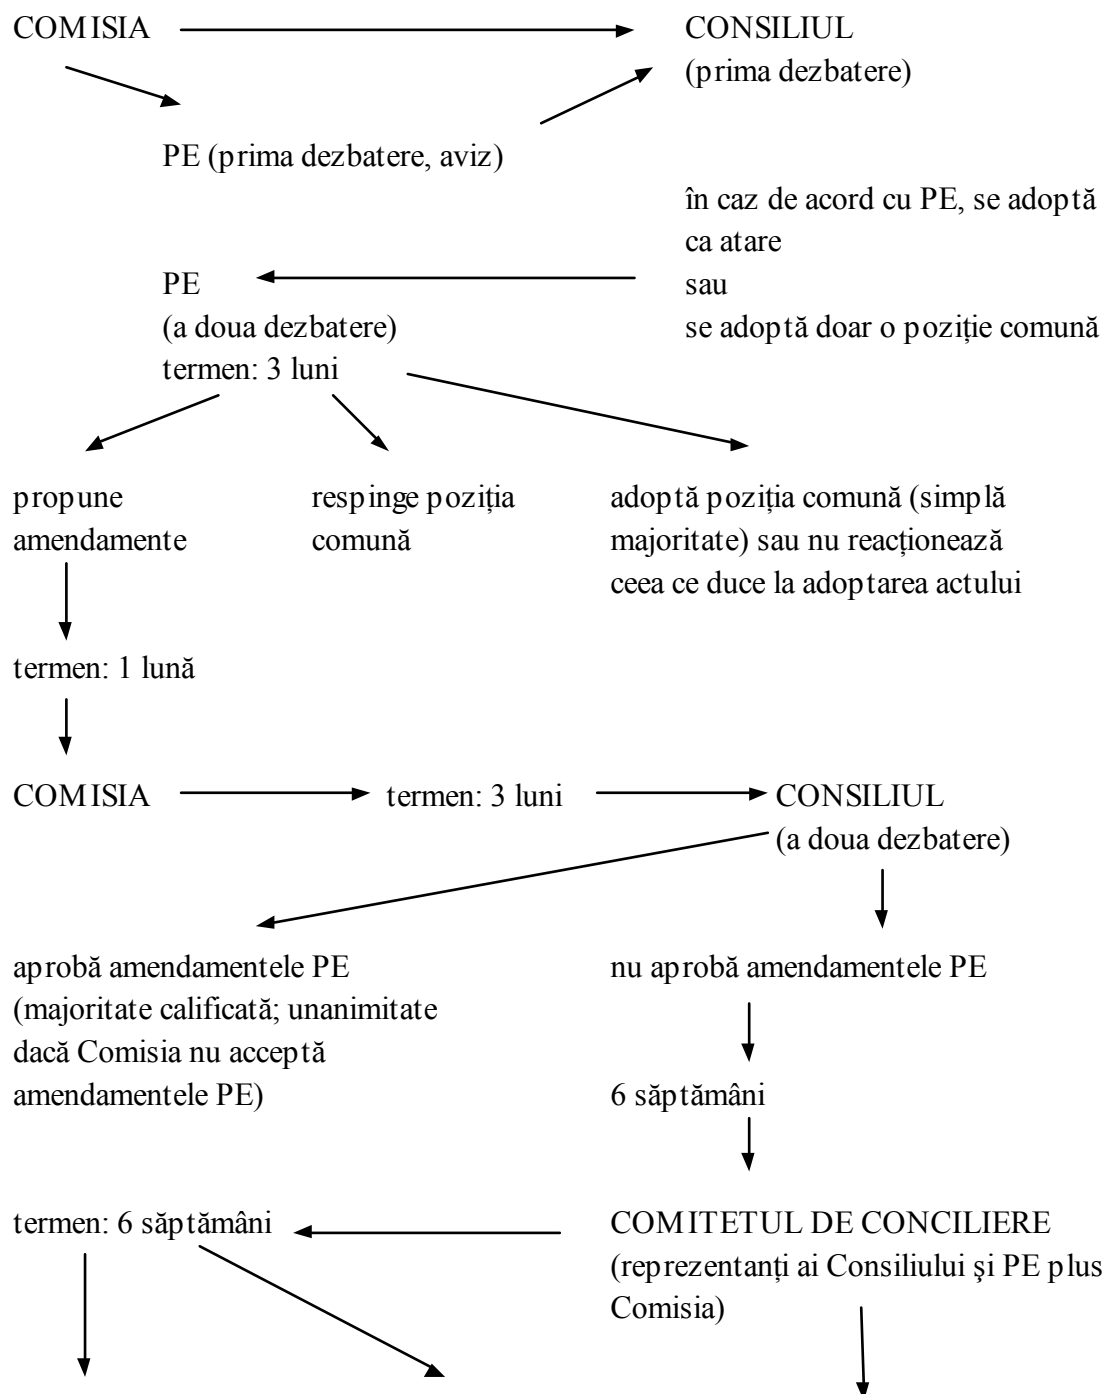 COMISIA
CONSILIUL
(prima dezbatere)
PE (prima dezbatere, aviz)
în caz de acord cu PE, se adoptă
ca atare
sau
se adoptă doar o poziție comună
PE
(a doua dezbatere)
termen: 3 luni
propune
amendamente
respinge poziția
comună
adoptă poziția comună (simplă
majoritate) sau nu reacționează
ceea ce duce la adoptarea actului
termen: 1 lună
COMISIA
termen: 3 luni
CONSILIUL
(a doua dezbatere)
aprobă amendamentele PE
(majoritate calificată; unanimitate
dacă Comisia nu acceptă
amendamentele PE)
nu aprobă amendamentele PE
6 săptămâni
termen: 6 săptămâni
COMITETUL DE CONCILIERE
(reprezentanți ai Consiliului şi PE plus
Comisia)